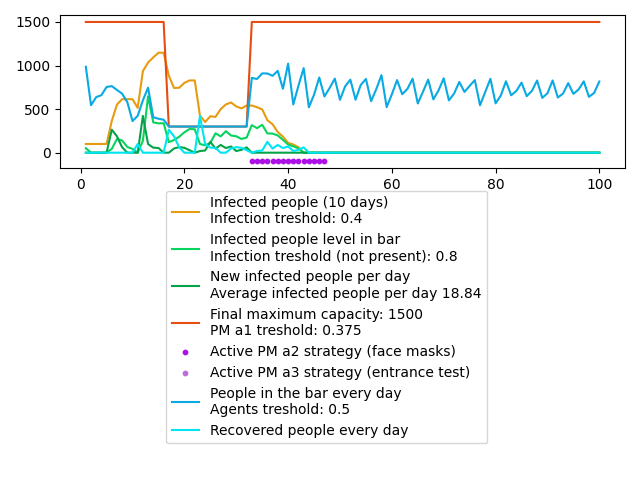 1500
1000
500
0
0 20 40 60 80 100
Infected people (10 days)
Infection treshold: 0.4
Infected people level in bar
Infection treshold (not present): 0.8
New infected people per day
Average infected people per day 18.84
Final maximum capacity: 1500
PM a1 treshold: 0.375
Active PM a2 strategy (face masks)
Active PM a3 strategy (entrance test)
People in the bar every day
Agents treshold: 0.5
Recovered people every day